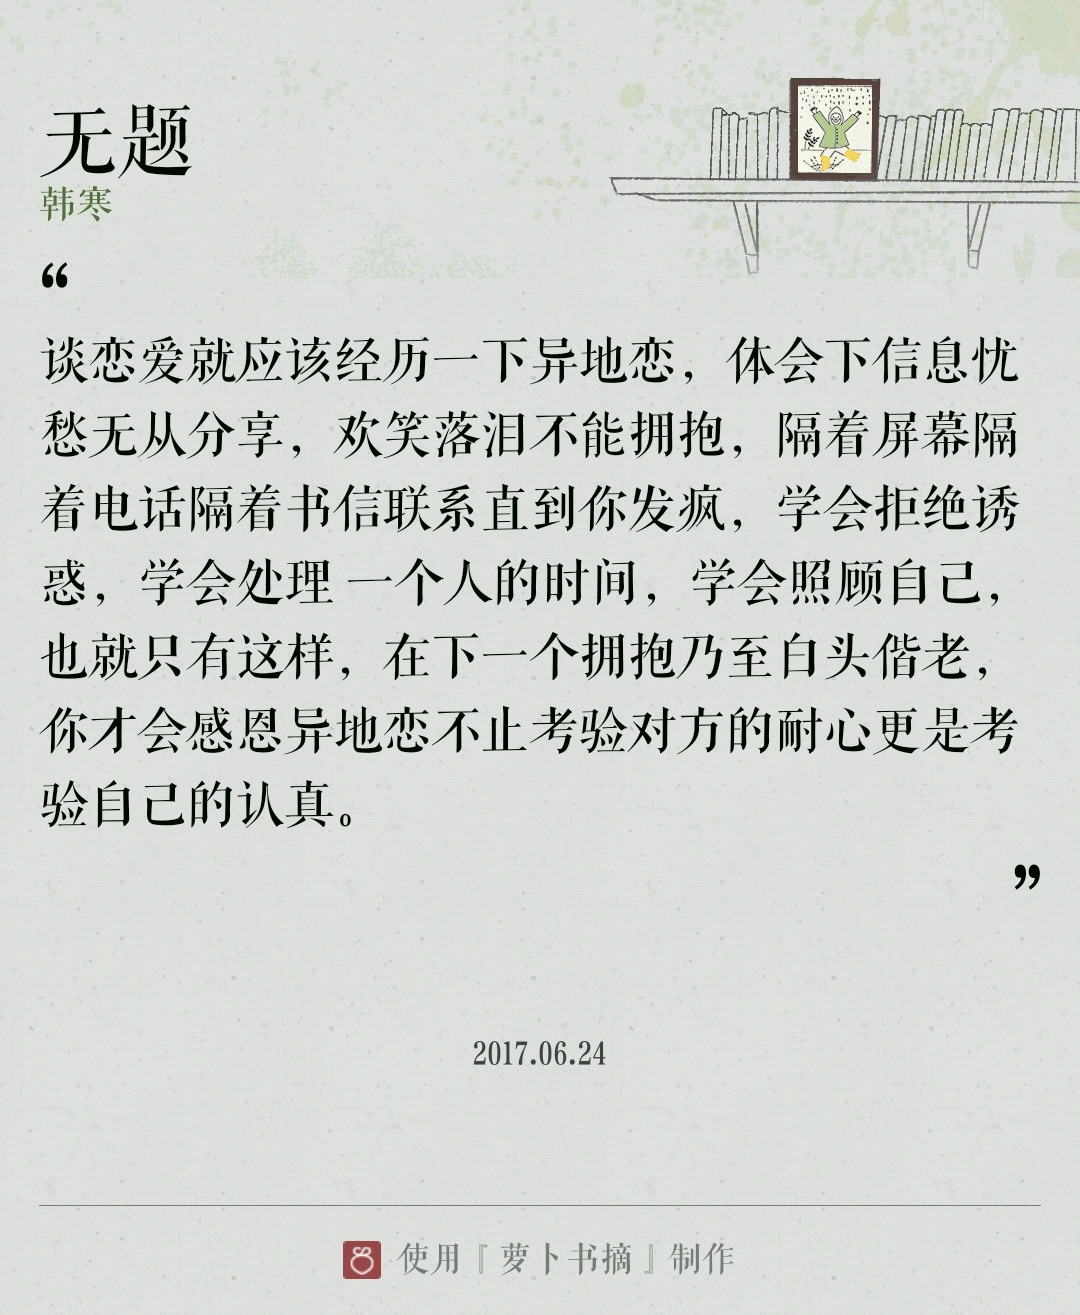 无题
韩寒
“
谈恋爱就应该经历一下异地恋，体会下信息忧
愁无从分享，欢笑落泪不能拥抱，隔着屏幕隔
着电话隔着书信联系直到你发疯，学会拒绝诱
惑，学会处理一个人的时间，学会照顾自己，
也就只有这样，在下一个拥抱乃至白头偕老，
你才会感恩异地恋不止考验对方的耐心更是考
验自己的认真。
”
2017.06.24
使用『萝卜书摘』制作